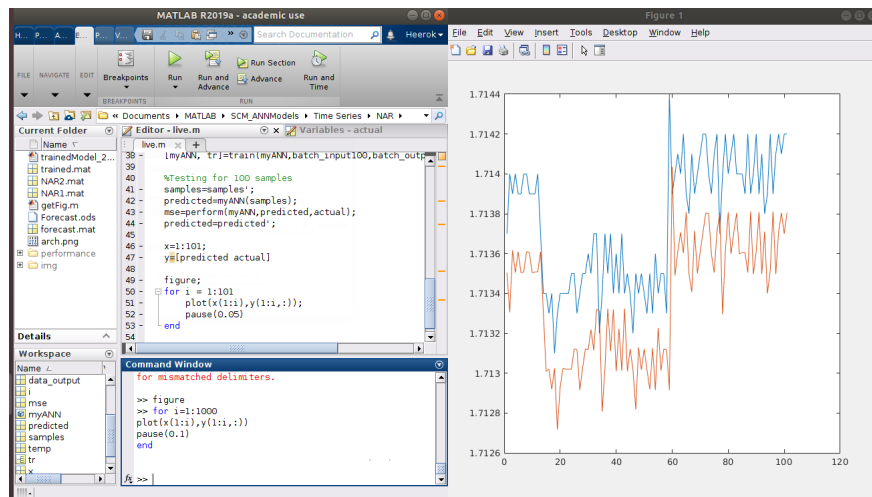 MATLAB R2019a - academic use
H... P... A... E... P... V...
Search Documentation
Heerok
FILE
NAVIGATE
EDIT
Breakpoints
Run
Run and Advance
Run Section
Advance
Run and Time
BREAKPOINTS
RUN
« Documents ▸ MATLAB ▸ SCM_ANNModels ▸ Time Series ▸ NAR ▸
Current Folder
Name
trainedModel_2...
trained.mat
NAR2.mat
NAR1.mat
getFig.m
Forecast.ods
forecast.mat
arch.png
performance
img
Details
Workspace
Name
data_output
i
mse
myANN
predicted
samples
temp
tr
x
Editor - live.m
Variables - actual
live.m
38 - [myANN, tr]=train(myANN,batch_input100,batch_outp
39
40 %Testing for 100 samples
41 - samples=samples';
42 - predicted=myANN(samples);
43 - mse=perform(myANN,predicted,actual);
44 - predicted=predicted';
45
46 - x=1:101;
47 - y=[predicted actual]
48
49 - figure;
50 - for i = 1:101
51 - plot(x(1:i),y(1:i,:));
52 - pause(0.05)
53 - end
54
Command Window
for mismatched delimiters.
>> figure
>> for i=1:1000
plot(x(1:i),y(1:i,:))
pause(0.1)
end
fx >>
Figure 1
File Edit View Insert Tools Desktop Window Help
1.7144
1.7142
1.714
1.7138
1.7136
1.7134
1.7132
1.713
1.7128
1.7126
0 20 40 60 80 100 120